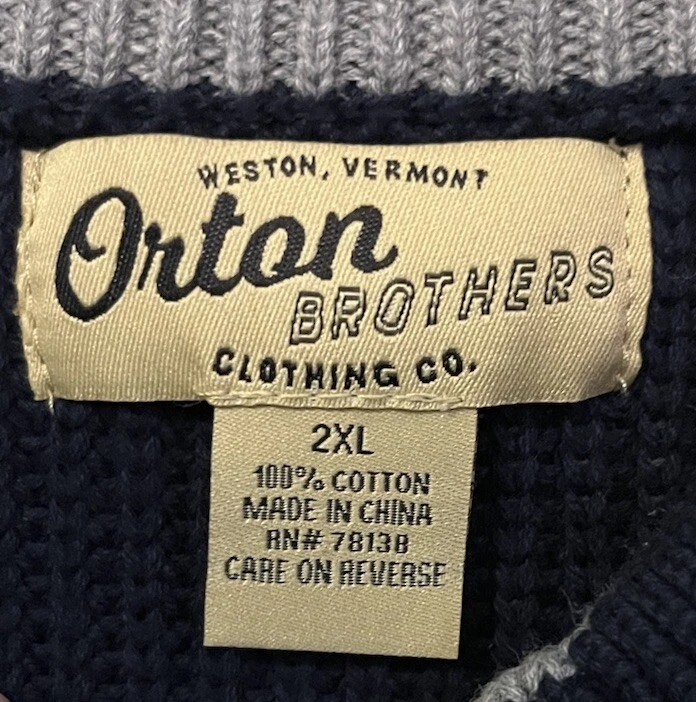 WESTON, VERMONT
Orton
BROTHERS
CLOTHING CO.
2XL
100% COTTON
MADE IN CHINA
RN# 78138
CARE ON REVERSE